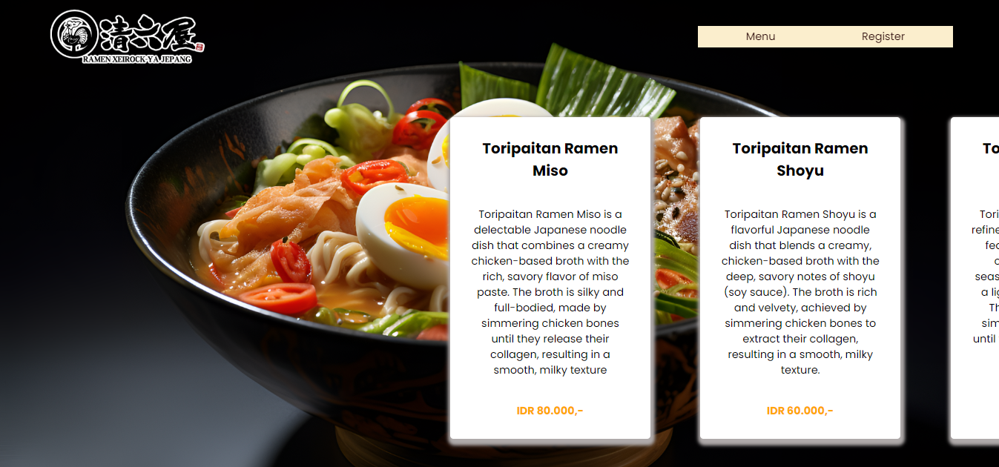 清六屋
RAMEN XEIROCK-YA JEPANG
Menu
Register
Toripaitan Ramen
Miso
Toripaitan Ramen Miso is a
delectable Japanese noodle
dish that combines a creamy
chicken-based broth with the
rich, savory flavor of miso
paste. The broth is silky and
full-bodied, made by
simmering chicken bones
until they release their
collagen, resulting in a
smooth, milky texture
IDR 80.000,-
Toripaitan Ramen
Shoyu
Toripaitan Ramen Shoyu is a
flavorful Japanese noodle
dish that blends a creamy,
chicken-based broth with the
deep, savory notes of shoyu
(soy sauce). The broth is rich
and velvety, achieved by
simmering chicken bones to
extract their collagen,
resulting in a smooth, milky
texture.
IDR 60.000,-
To
Tori
refine
fea
c
seas
a lig
Th
sim
until